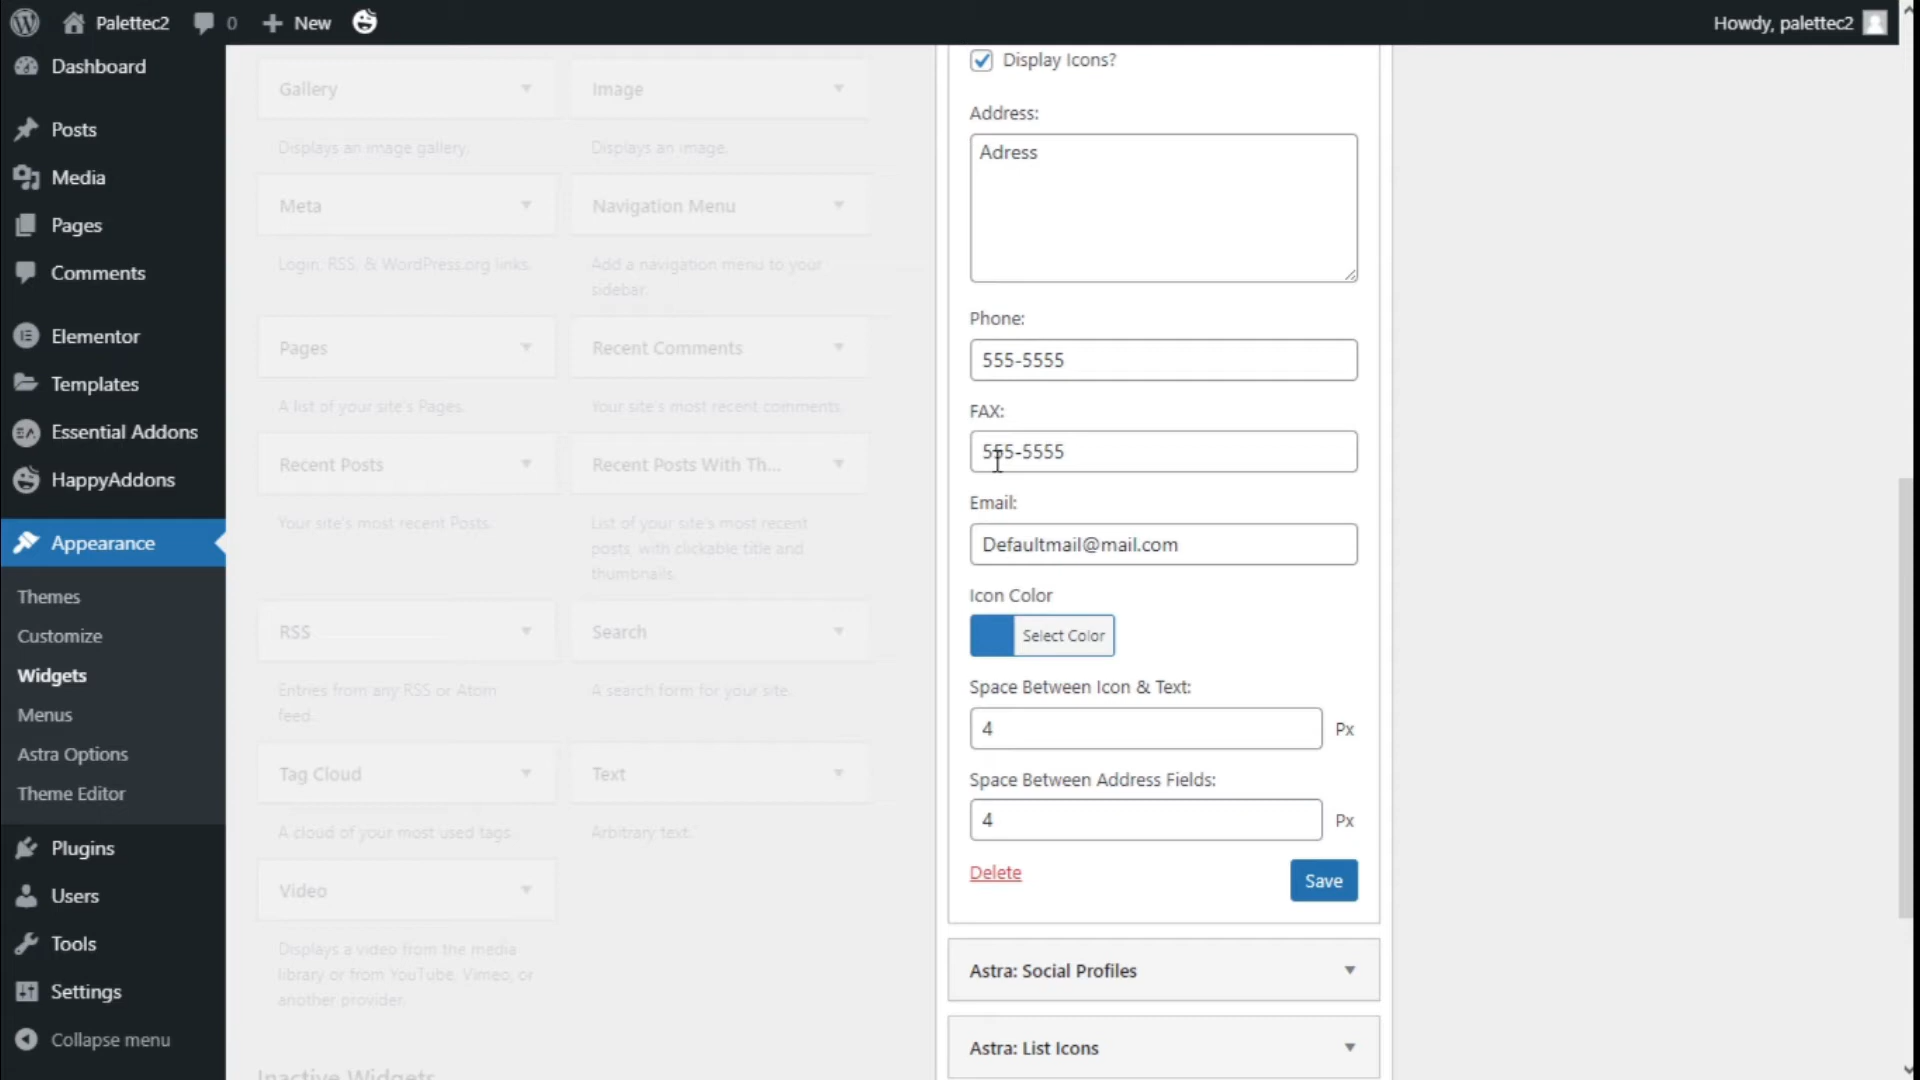 Palettec2
0
New
Howdy, palettec2
Dashboard
Posts
Media
Pages
Comments
Elementor
Templates
Essential Addons
HappyAddons
Appearance
Themes
Customize
Widgets
Menus
Astra Options
Theme Editor
Plugins
Users
Tools
Settings
Collapse menu
Gallery
Image
Displays an image gallery.
Displays an image.
Meta
Navigation Menu
Login, RSS, & WordPress.org links.
Add a navigation menu to your
sidebar.
Pages
Recent Comments
A list of your site's Pages.
Your site's most recent comments.
Recent Posts
Recent Posts With Th...
Your site's most recent Posts.
List of your site's most recent
posts, with clickable title and
thumbnails.
RSS
Search
Entries from any RSS or Atom
feed.
A search form for your site.
Tag Cloud
Text
A cloud of your most used tags.
Arbitrary text.
Video
Displays a video from the media
library or from YouTube, Vimeo, or
another provider.
Inactive Widgets
Display Icons?
Address:
Adress
Phone:
555-5555
FAX:
555-5555
Email:
Defaultmail@mail.com
Icon Color
Select Color
Space Between Icon & Text:
4
Px
Space Between Address Fields:
4
Px
Delete
Save
Astra: Social Profiles
Astra: List Icons